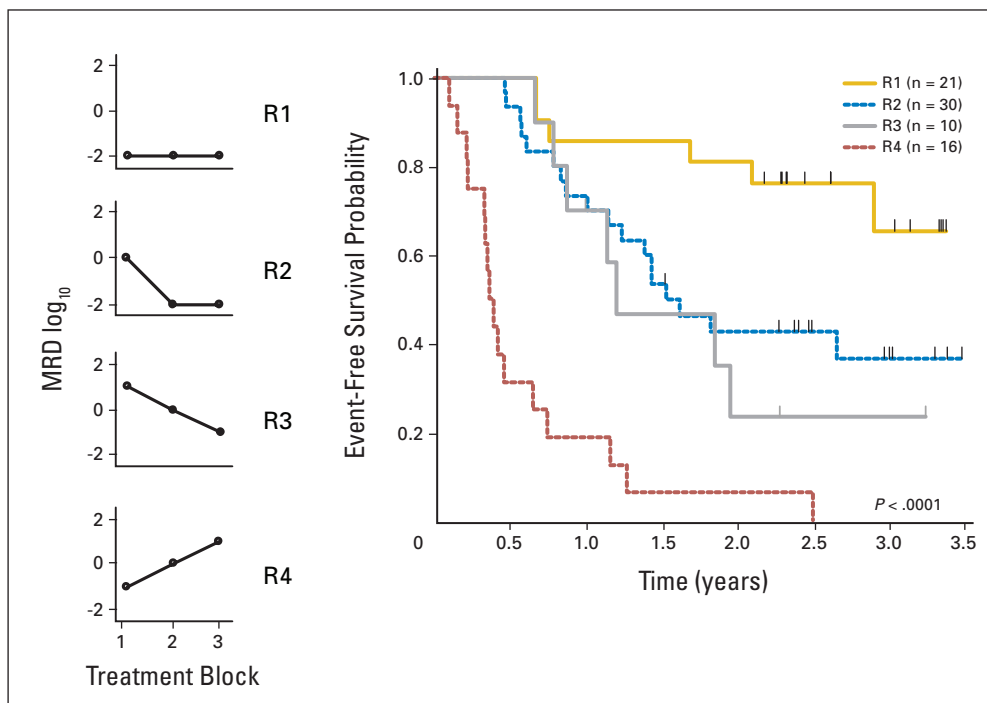 2
0
-2
R1
2
0
-2
R2
2
0
-2
R3
2
0
-2
R4
1 2 3
MRD log10
Treatment Block
1.0
0.8
0.6
0.4
0.2
0 0.5 1.0 1.5 2.0 2.5 3.0 3.5
Event-Free Survival Probability
Time (years)
R1 (n = 21)
R2 (n = 30)
R3 (n = 10)
R4 (n = 16)
P < .0001